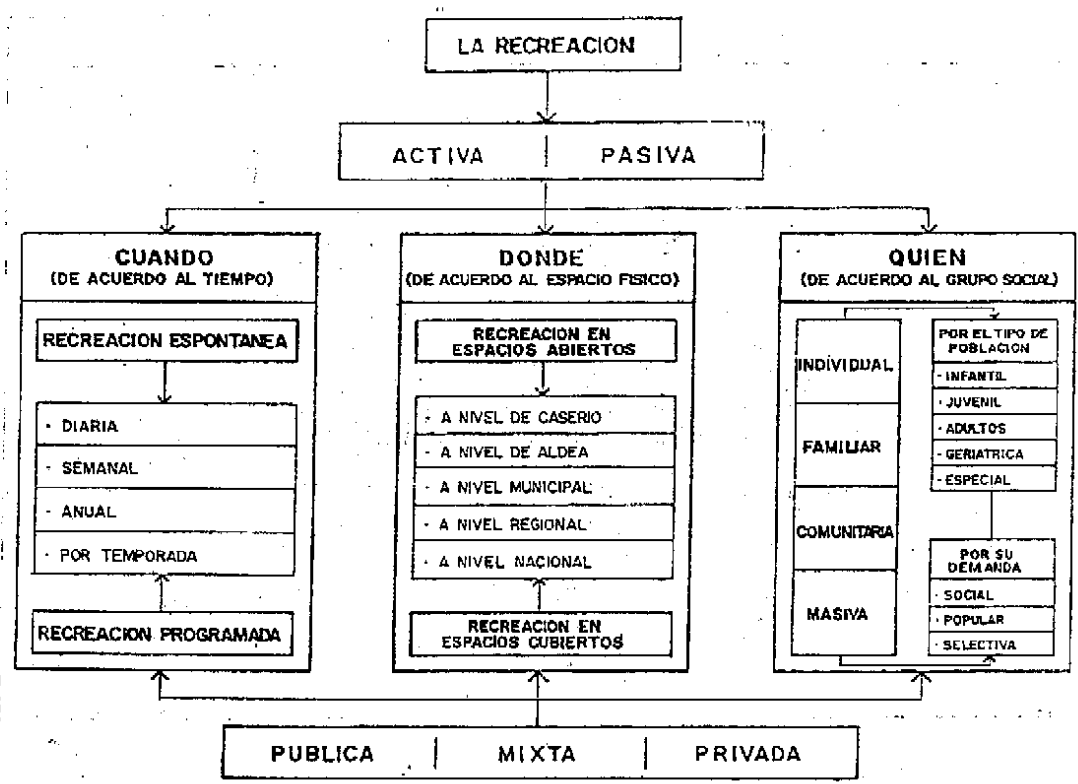 LA RECREACION
ACTIVA | PASIVA
CUANDO
(DE ACUERDO AL TIEMPO)
RECREACION ESPONTANEA
- DIARIA
- SEMANAL
- ANUAL
- POR TEMPORADA
RECREACION PROGRAMADA
DONDE
(DE ACUERDO AL ESPACIO FISICO)
RECREACION EN
ESPACIOS ABIERTOS
- A NIVEL DE CASERIO
- A NIVEL DE ALDEA
- A NIVEL MUNICIPAL
- A NIVEL REGIONAL
- A NIVEL NACIONAL
RECREACION EN
ESPACIOS CUBIERTOS
QUIEN
(DE ACUERDO AL GRUPO SOCIAL)
INDIVIDUAL
FAMILIAR
COMUNITARIA
MASIVA
POR EL TIPO DE
POBLACION
- INFANTIL
- JUVENIL
- ADULTOS
- GERIATRICA
- ESPECIAL
POR SU
DEMANDA
- SOCIAL
- POPULAR
- SELECTIVA
PUBLICA | MIXTA | PRIVADA